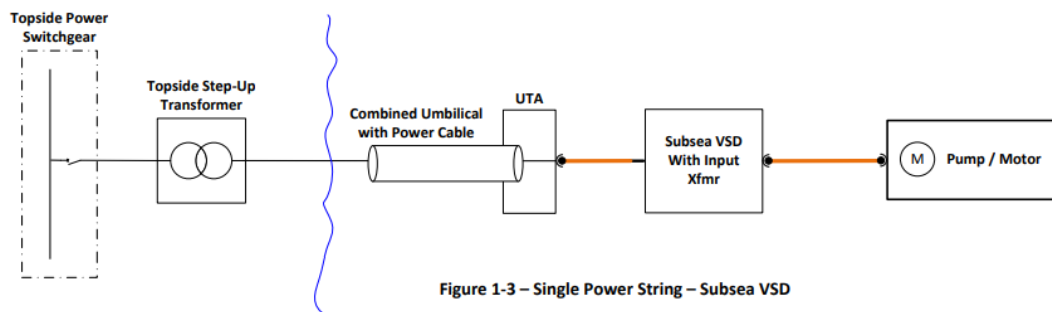 Topside Power
Switchgear
Topside Step-Up
Transformer
Combined Umbilical
with Power Cable
UTA
Subsea VSD
With Input
Xfmr
M
Pump / Motor
Figure 1-3 – Single Power String – Subsea VSD